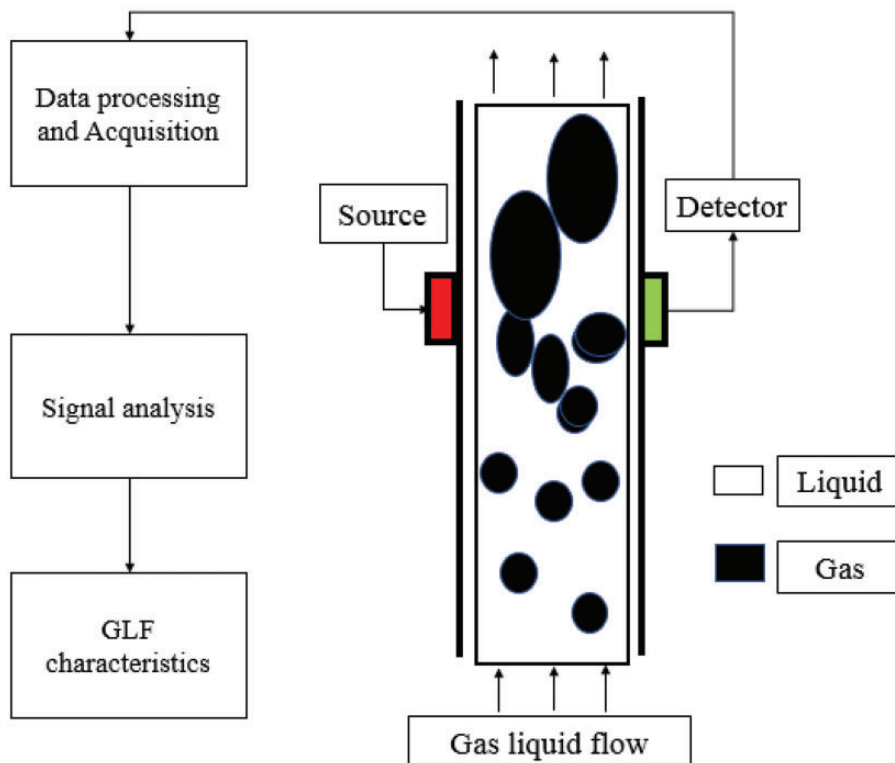 Data processing
and Acquisition
Source
Detector
Signal analysis
Liquid
Gas
GLF
characteristics
Gas liquid flow